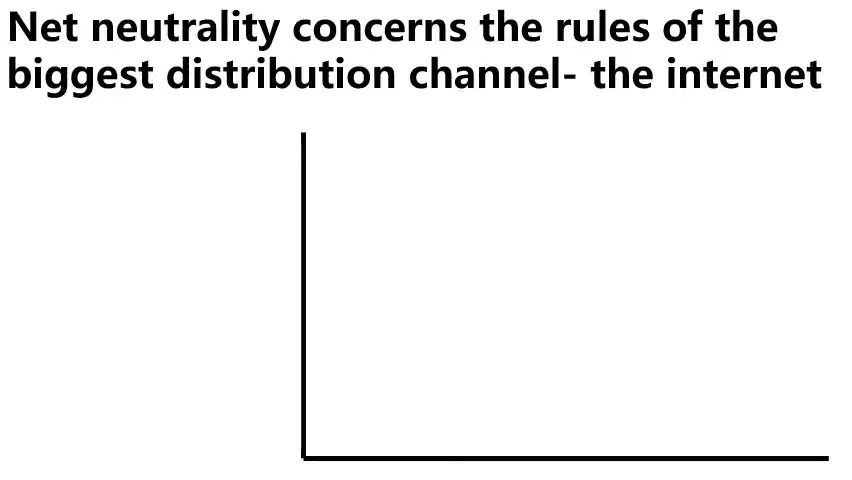 Net neutrality concerns the rules of the
biggest distribution channel- the internet